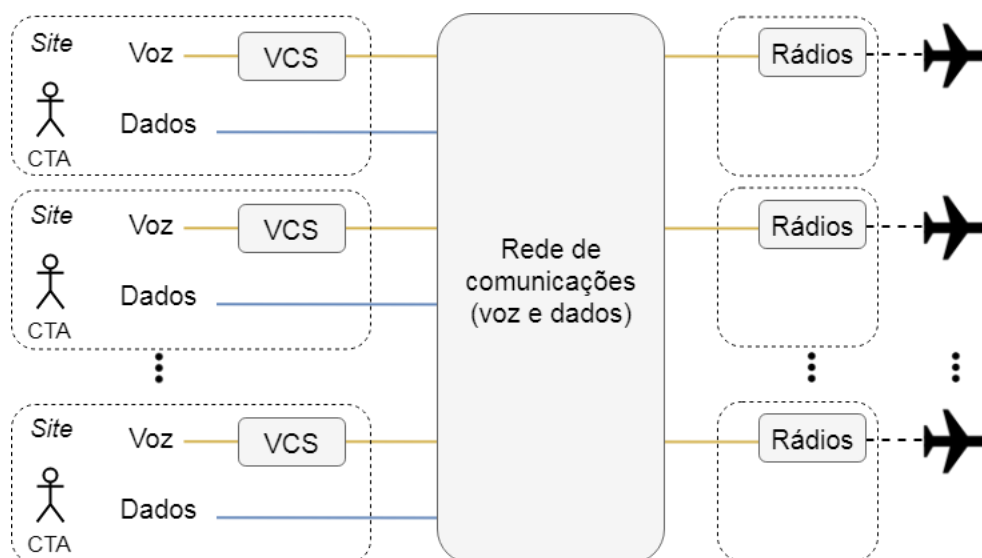 Site
Voz
VCS
Rádios
Dados
CTA
Site
Voz
VCS
Rádios
Dados
CTA
Rede de
comunicações
(voz e dados)
Site
Voz
VCS
Rádios
Dados
CTA